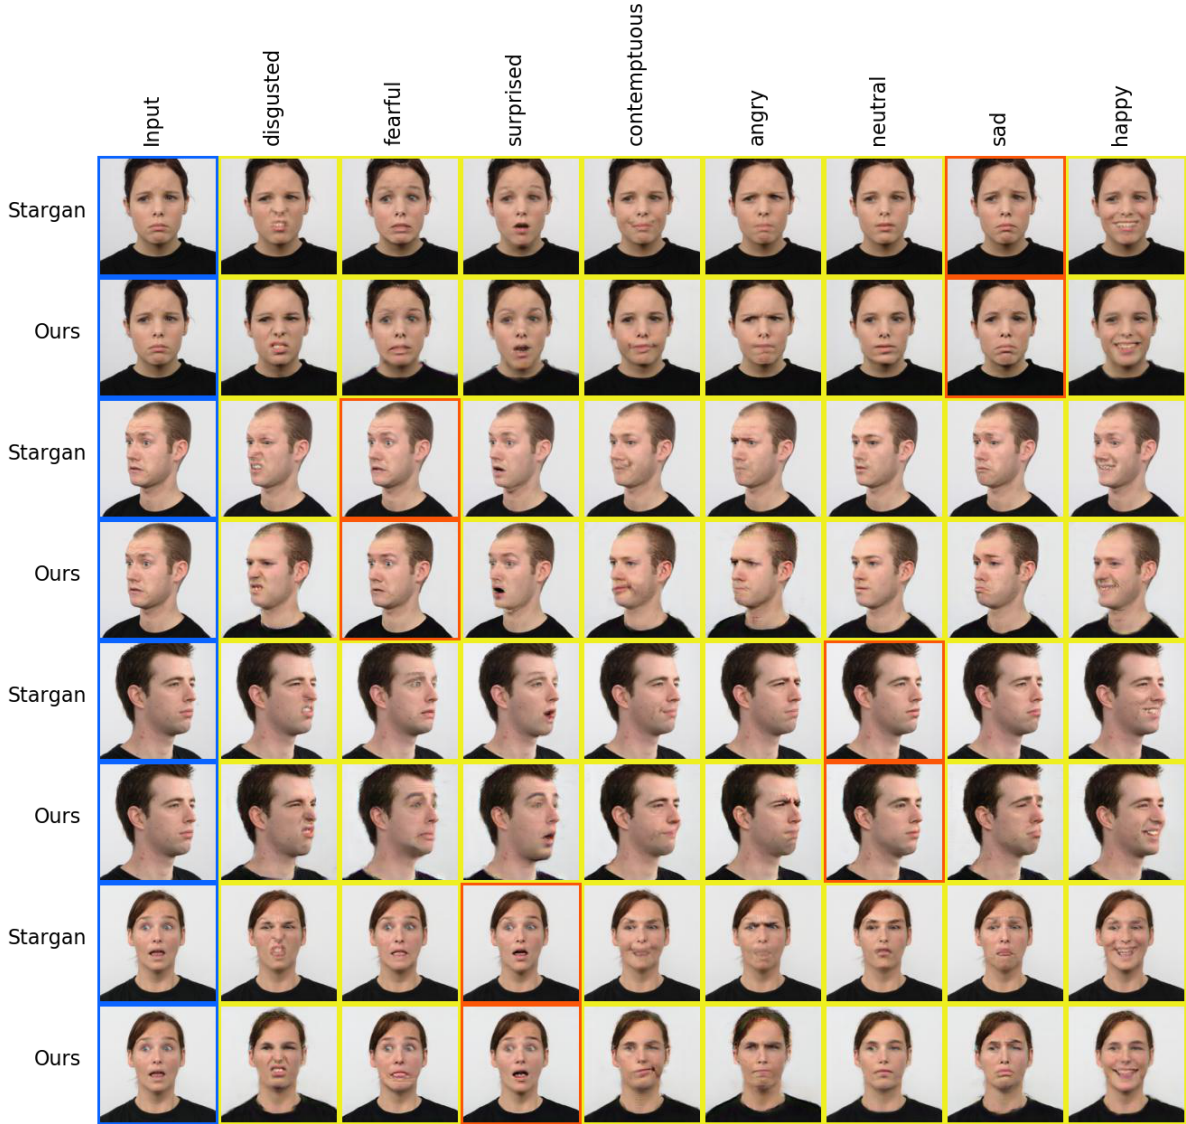 Input
disgusted
fearful
surprised
contemptuous
angry
neutral
sad
happy
Stargan
Ours
Stargan
Ours
Stargan
Ours
Stargan
Ours